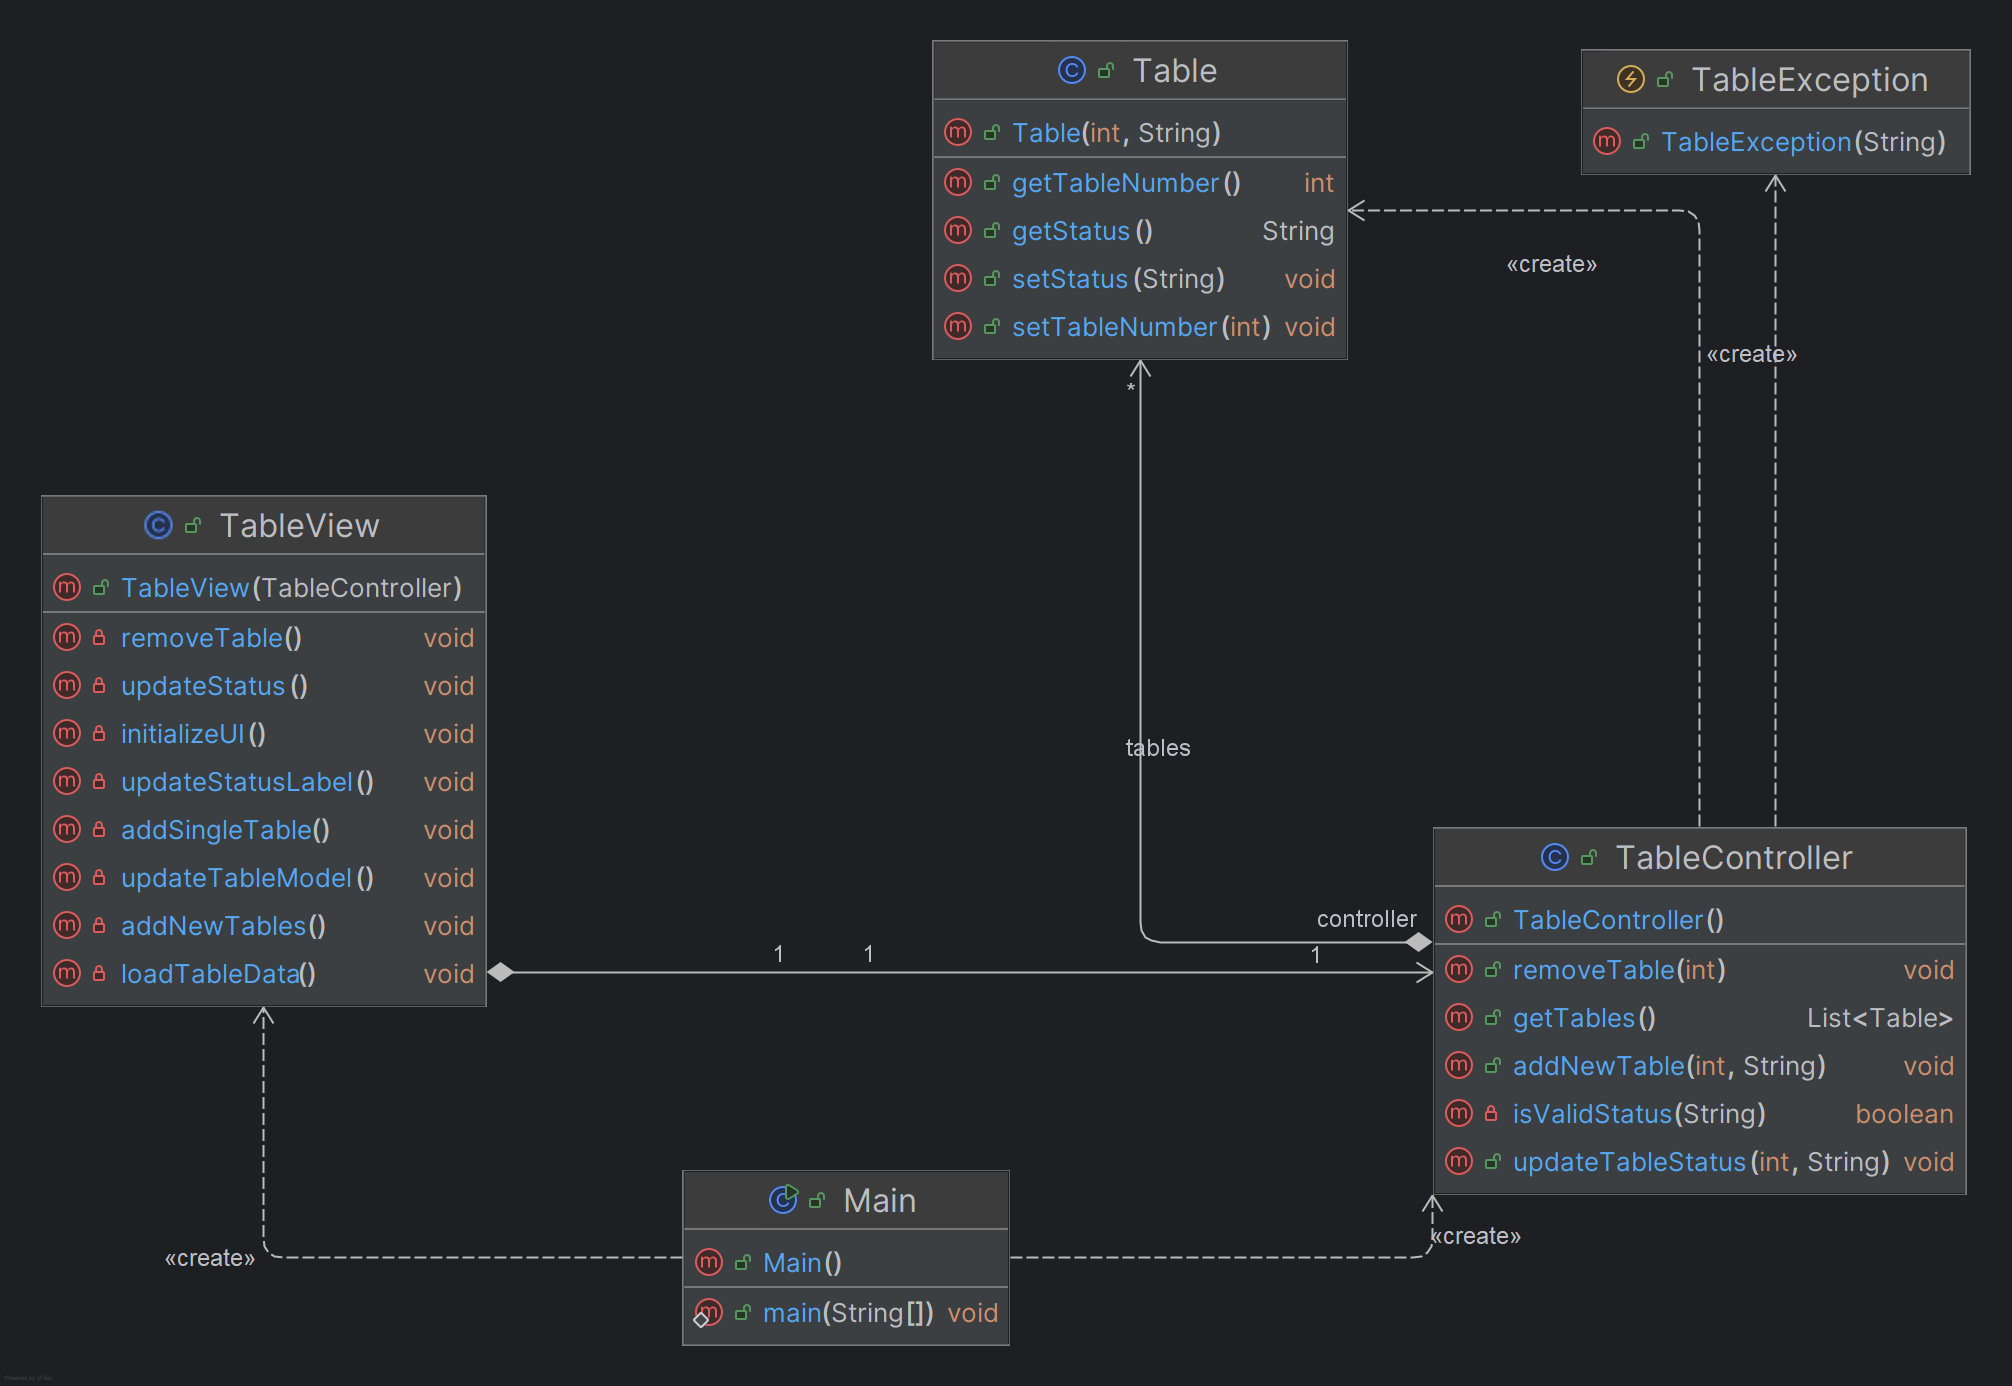 Table
Table(int, String)
getTableNumber() int
getStatus() String
setStatus(String) void
setTableNumber(int) void
TableException
TableException(String)
«create»
«create»
*
tables
TableView
TableView(TableController)
removeTable() void
updateStatus() void
initializeUI() void
updateStatusLabel() void
addSingleTable() void
updateTableModel() void
addNewTables() void
loadTableData() void
1
1
controller
1
TableController
TableController()
removeTable(int) void
getTables() List<Table>
addNewTable(int, String) void
isValidStatus(String) boolean
updateTableStatus(int, String) void
«create»
«create»
Main
Main()
main(String[]) void
Powered by yFiles